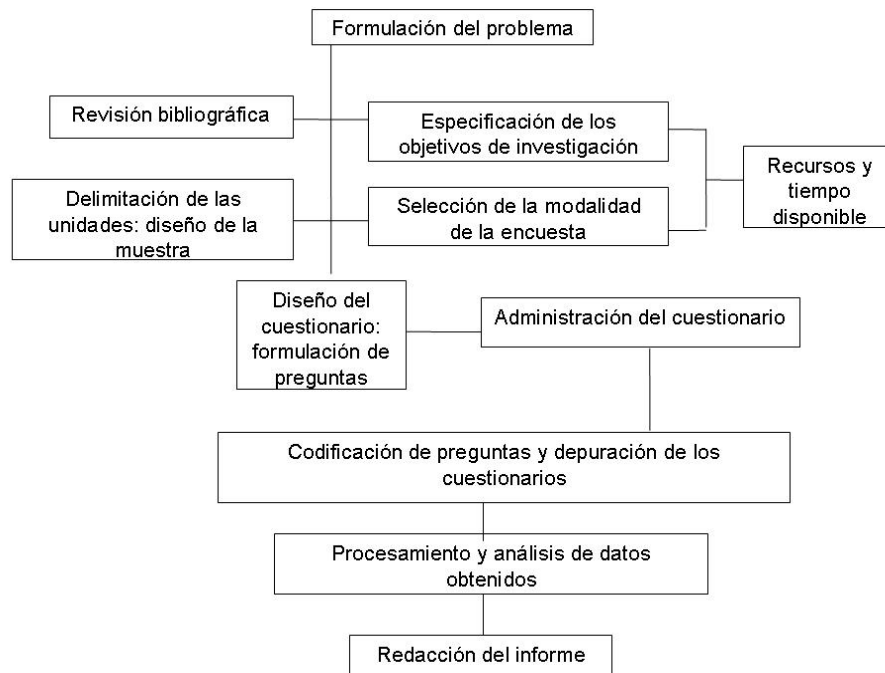 Formulación del problema
Revisión bibliográfica
Especificación de los
objetivos de investigación
Recursos y
tiempo
disponible
Delimitación de las
unidades: diseño de la
muestra
Selección de la modalidad
de la encuesta
Diseño del
cuestionario:
formulación de
preguntas
Administración del cuestionario
Codificación de preguntas y depuración de los
cuestionarios
Procesamiento y análisis de datos
obtenidos
Redacción del informe